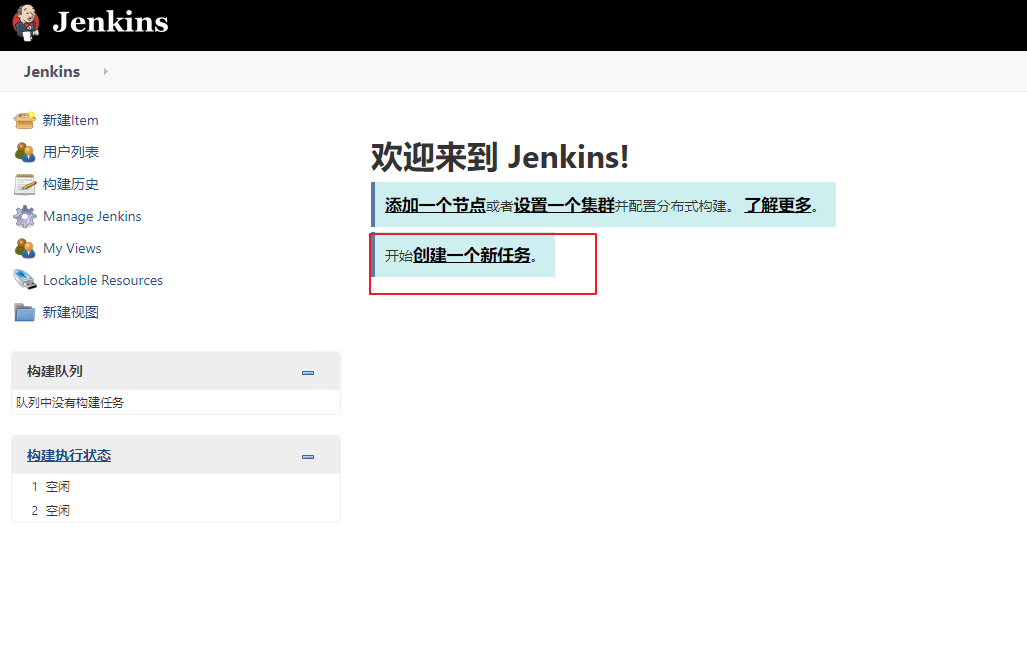 Jenkins
Jenkins
新建Item
用户列表
构建历史
Manage Jenkins
My Views
Lockable Resources
新建视图
构建队列
队列中没有构建任务
构建执行状态
1 空闲
2 空闲
欢迎来到 Jenkins!
添加一个节点或者设置一个集群并配置分布式构建。 了解更多。
开始创建一个新任务。